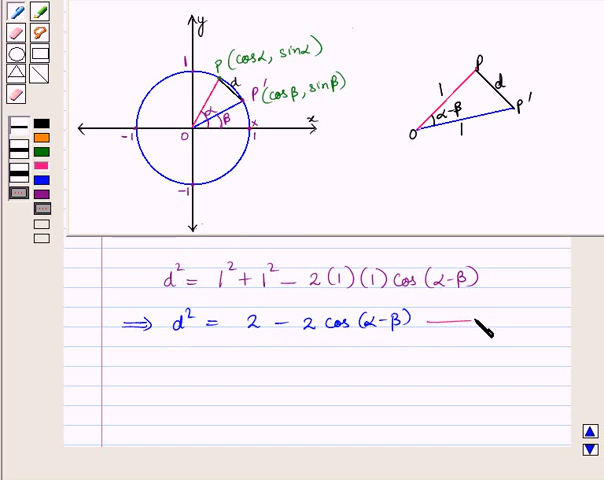 y
P (cosα, sinα)
1
d
P' (cosβ, sinβ)
α
β
-1
0
1
x
x
-1
P
1
d
α-β
P'
O
1
d² = 1² + 1² - 2(1)(1) cos(α-β)
⟹ d² = 2 - 2 cos(α-β)